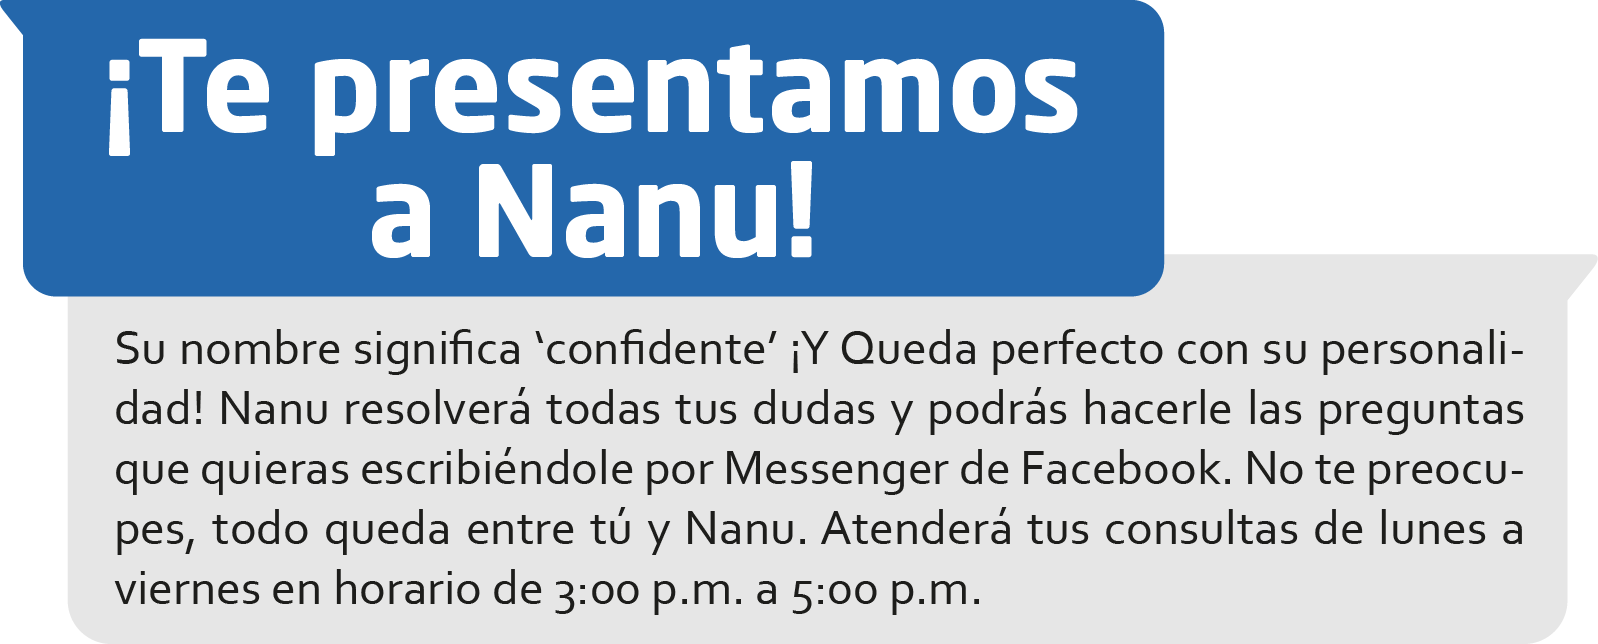 ¡Te presentamos
a Nanu!
Su nombre significa ‘confidente’ ¡Y Queda perfecto con su personali-
dad! Nanu resolverá todas tus dudas y podrás hacerle las preguntas
que quieras escribiéndole por Messenger de Facebook. No te preocu-
pes, todo queda entre tú y Nanu. Atenderá tus consultas de lunes a
viernes en horario de 3:00 p.m. a 5:00 p.m.